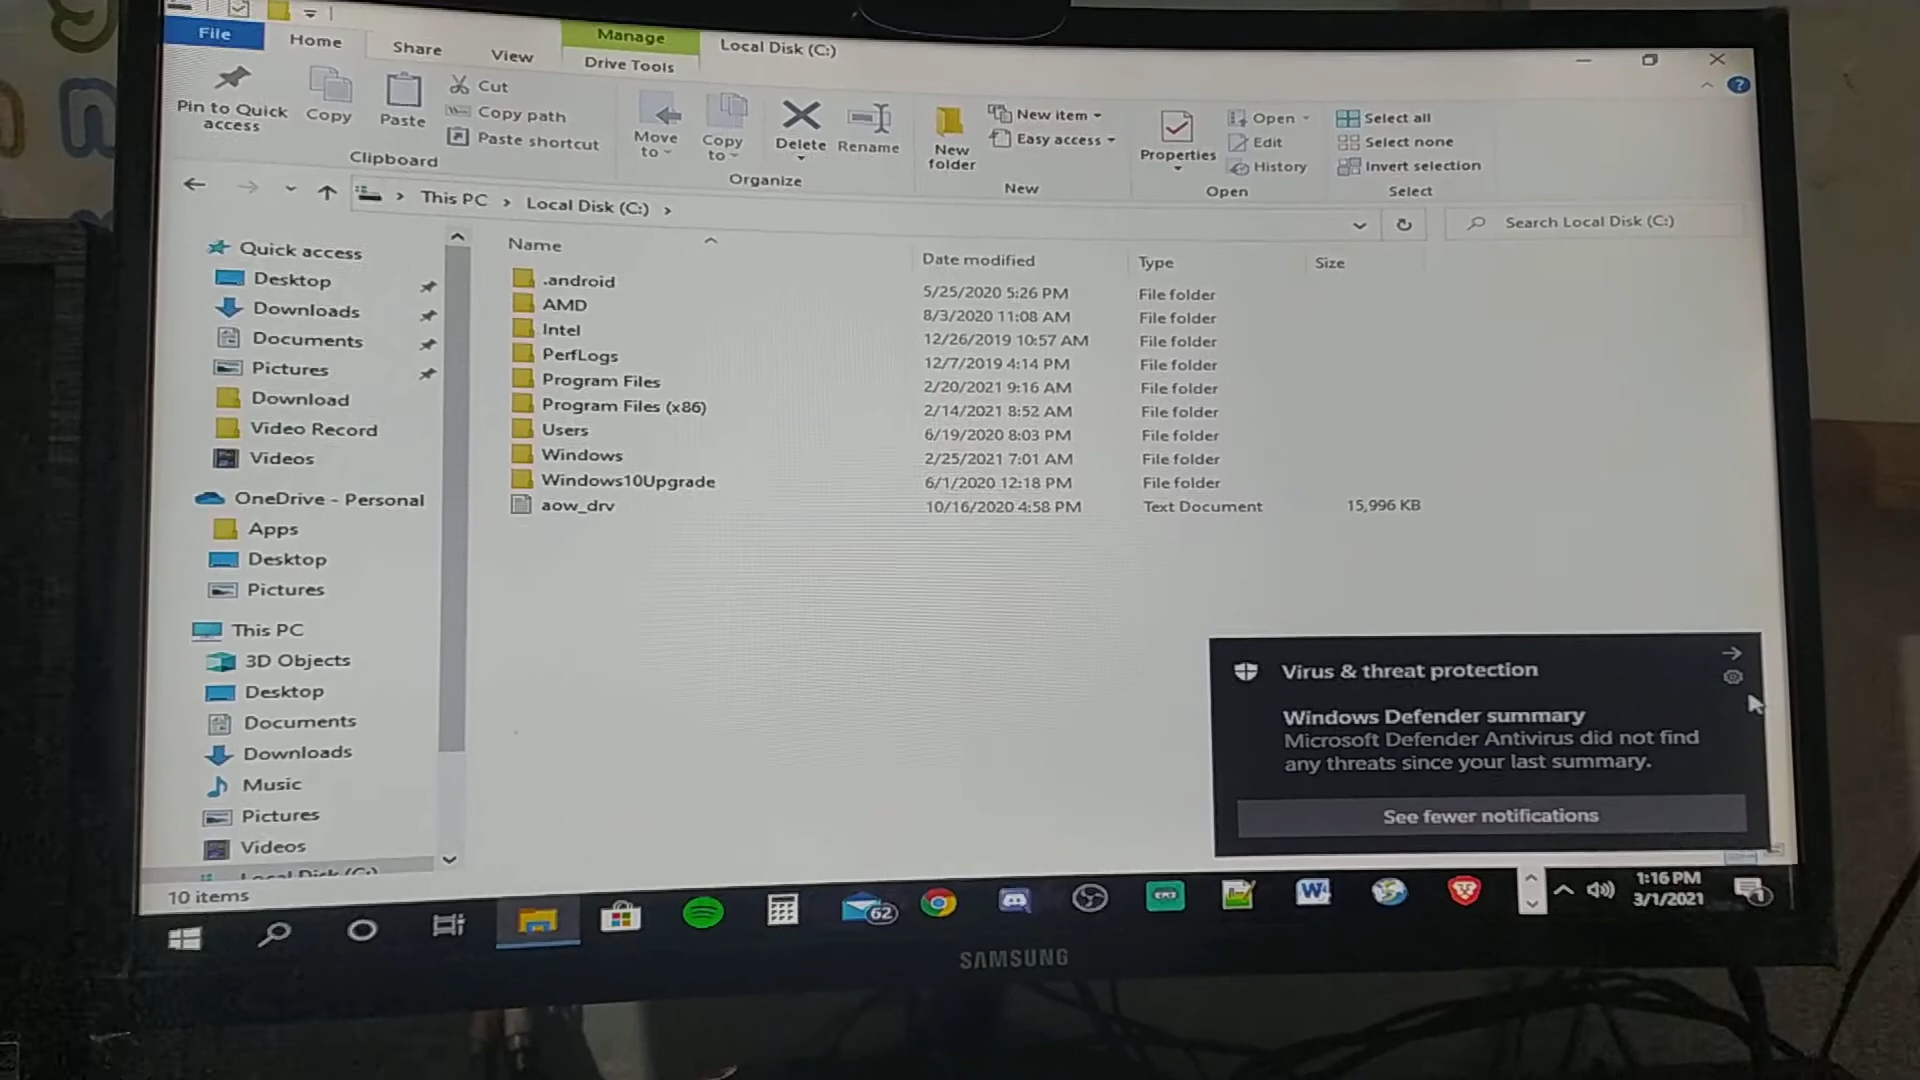 File Home Share View Manage Local Disk (C:)
Drive Tools
Pin to Quick access
Copy
Paste
Cut
Copy path
Paste shortcut
Clipboard
Move to
Copy to
Delete
Rename
Organize
New folder
New item
Easy access
New
Properties
Open
Edit
History
Open
Select all
Select none
Invert selection
Select
This PC Local Disk (C:)
Search Local Disk (C:)
Quick access
Desktop
Downloads
Documents
Pictures
Download
Video Record
Videos
OneDrive - Personal
Apps
Desktop
Pictures
This PC
3D Objects
Desktop
Documents
Downloads
Music
Pictures
Videos
Local Disk (C:)
Name Date modified Type Size
.android 5/25/2020 5:26 PM File folder
AMD 8/3/2020 11:08 AM File folder
Intel 12/26/2019 10:57 AM File folder
PerfLogs 12/7/2019 4:14 PM File folder
Program Files 2/20/2021 9:16 AM File folder
Program Files (x86) 2/14/2021 8:52 AM File folder
Users 6/19/2020 8:03 PM File folder
Windows 2/25/2021 7:01 AM File folder
Windows10Upgrade 6/1/2020 12:18 PM File folder
aow_drv 10/16/2020 4:58 PM Text Document 15,996 KB
Virus & threat protection
Windows Defender summary
Microsoft Defender Antivirus did not find
any threats since your last summary.
See fewer notifications
10 items
62
1:16 PM
3/1/2021
1
SAMSUNG